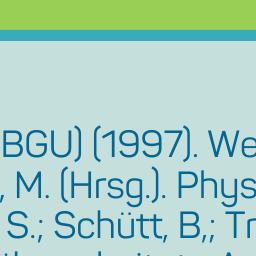 BGU) (1997). We
, M. (Hrsg.). Phys
S.; Schütt, B,; Tr